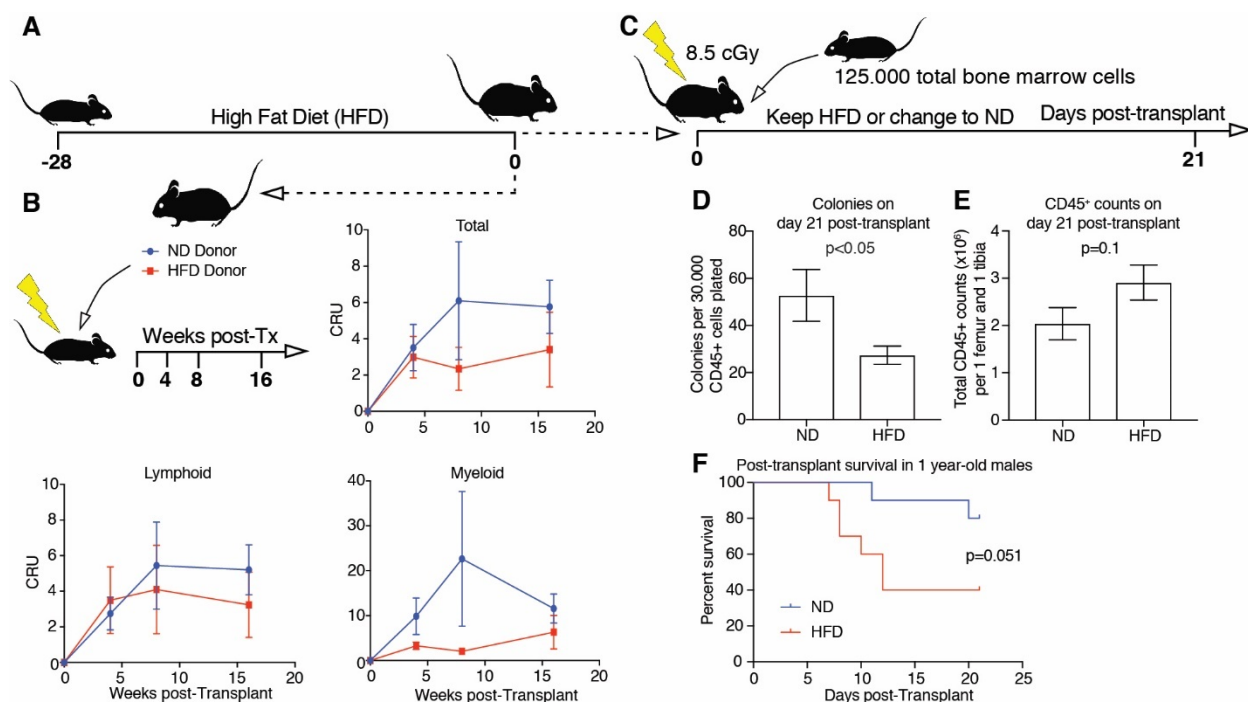 A
High Fat Diet (HFD)
-28
0
C
8.5 cGy
125.000 total bone marrow cells
Keep HFD or change to ND
Days post-transplant
0
21
B
ND Donor
HFD Donor
Weeks post-Tx
0 4 8 16
Total
CRU
8
6
4
2
0
0 5 10 15 20
Lymphoid
CRU
8
6
4
2
0
0 5 10 15 20
Weeks post-Transplant
Myeloid
40
30
20
10
0
0 5 10 15 20
Weeks post-Transplant
D
Colonies on
day 21 post-transplant
p<0.05
Colonies per 30.000
CD45+ cells plated
80
60
40
20
0
ND HFD
E
CD45+ counts on
day 21 post-transplant
p=0.1
Total CD45+ counts (x10⁶)
per 1 femur and 1 tibia
4
3
2
1
0
ND HFD
F
Post-transplant survival in 1 year-old males
Percent survival
100
80
60
40
20
0
p=0.051
ND
HFD
0 5 10 15 20 25
Days post-Transplant